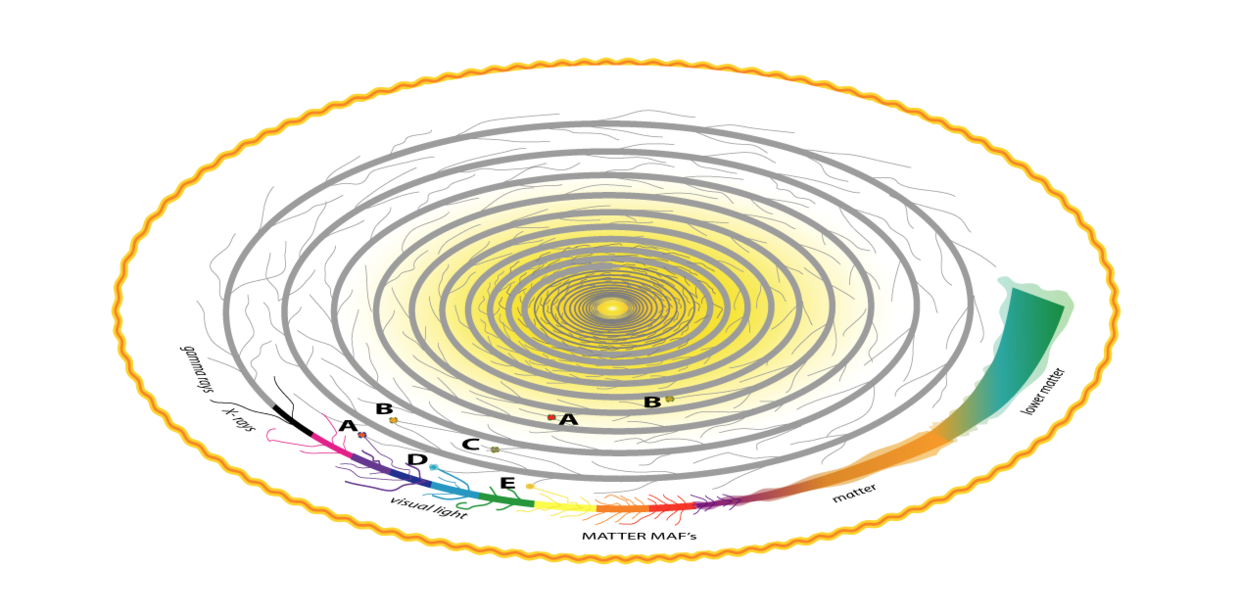 gamma rays
X- rays
A
B
C
D
E
B
A
visual light
MATTER MAF's
matter
lower matter